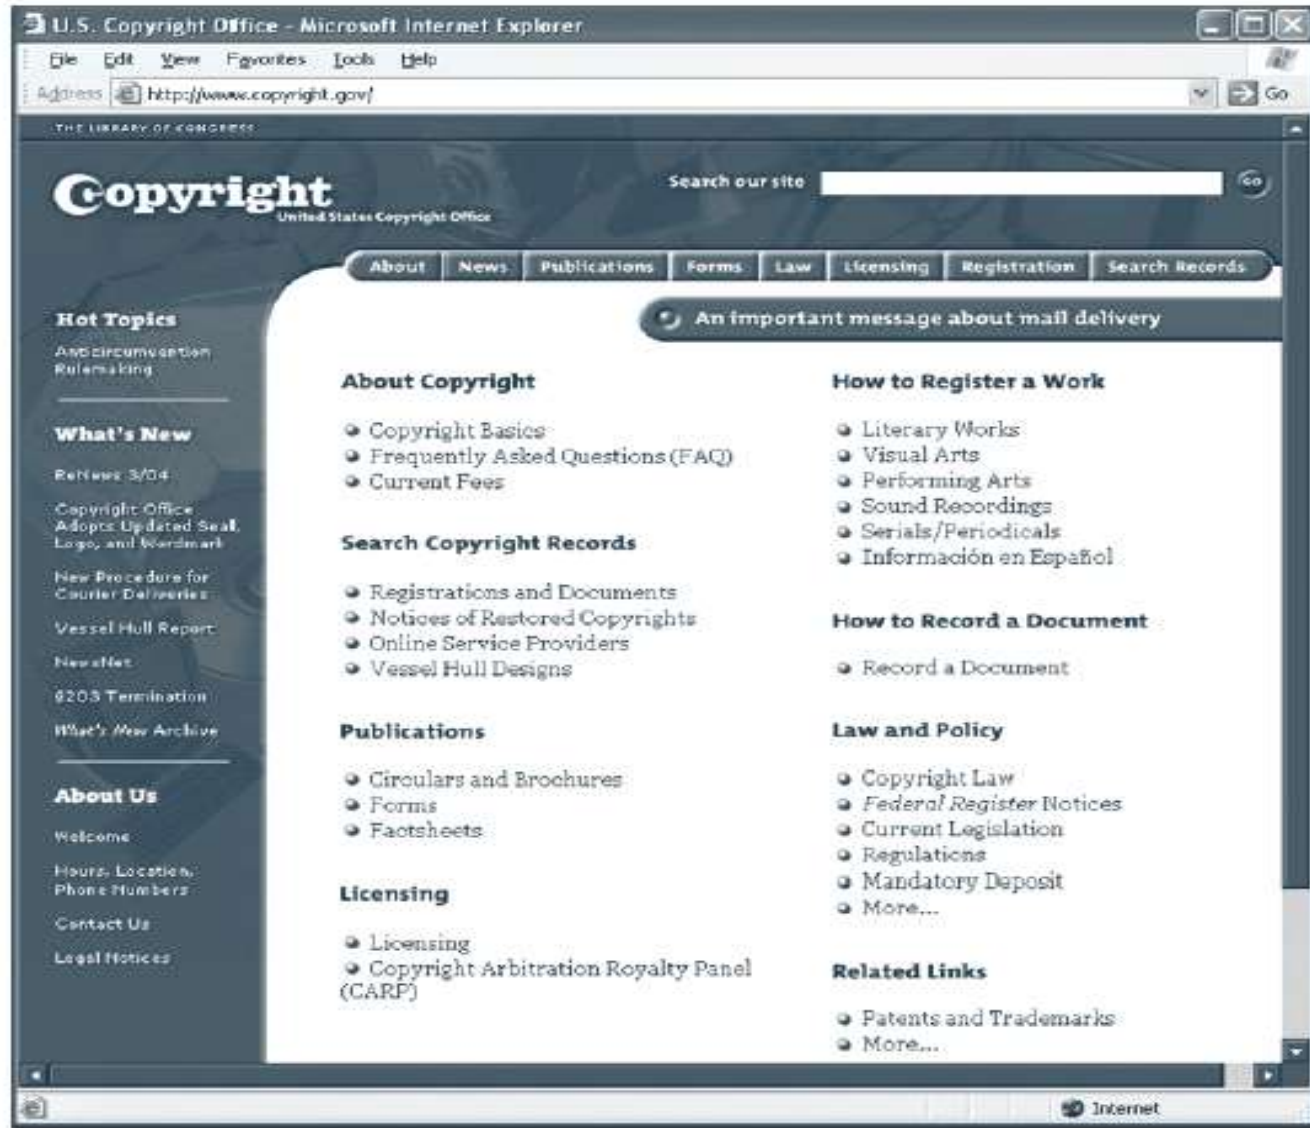 U.S. Copyright Office - Microsoft Internet Explorer
File Edit View Favorites Tools Help
Address http://www.copyright.gov/ Go
THE LIBRARY OF CONGRESS
Copyright
United States Copyright Office
Search our site GO
About News Publications Forms Law Licensing Registration Search Records
An important message about mail delivery
Hot Topics
Anticircumvention
Rulemaking
What's New
ReNews 3/04
Copyright Office
Adopts Updated Seal,
Logo, and Wordmark
New Procedure for
Courier Deliveries
Vessel Hull Report
NewsNet
§203 Termination
What's New Archive
About Us
Welcome
Hours, Location,
Phone Numbers
Contact Us
Legal Notices
About Copyright
Copyright Basics
Frequently Asked Questions (FAQ)
Current Fees
Search Copyright Records
Registrations and Documents
Notices of Restored Copyrights
Online Service Providers
Vessel Hull Designs
Publications
Circulars and Brochures
Forms
Factsheets
Licensing
Licensing
Copyright Arbitration Royalty Panel
(CARP)
How to Register a Work
Literary Works
Visual Arts
Performing Arts
Sound Recordings
Serials/Periodicals
Información en Español
How to Record a Document
Record a Document
Law and Policy
Copyright Law
Federal Register Notices
Current Legislation
Regulations
Mandatory Deposit
More...
Related Links
Patents and Trademarks
More...
Internet